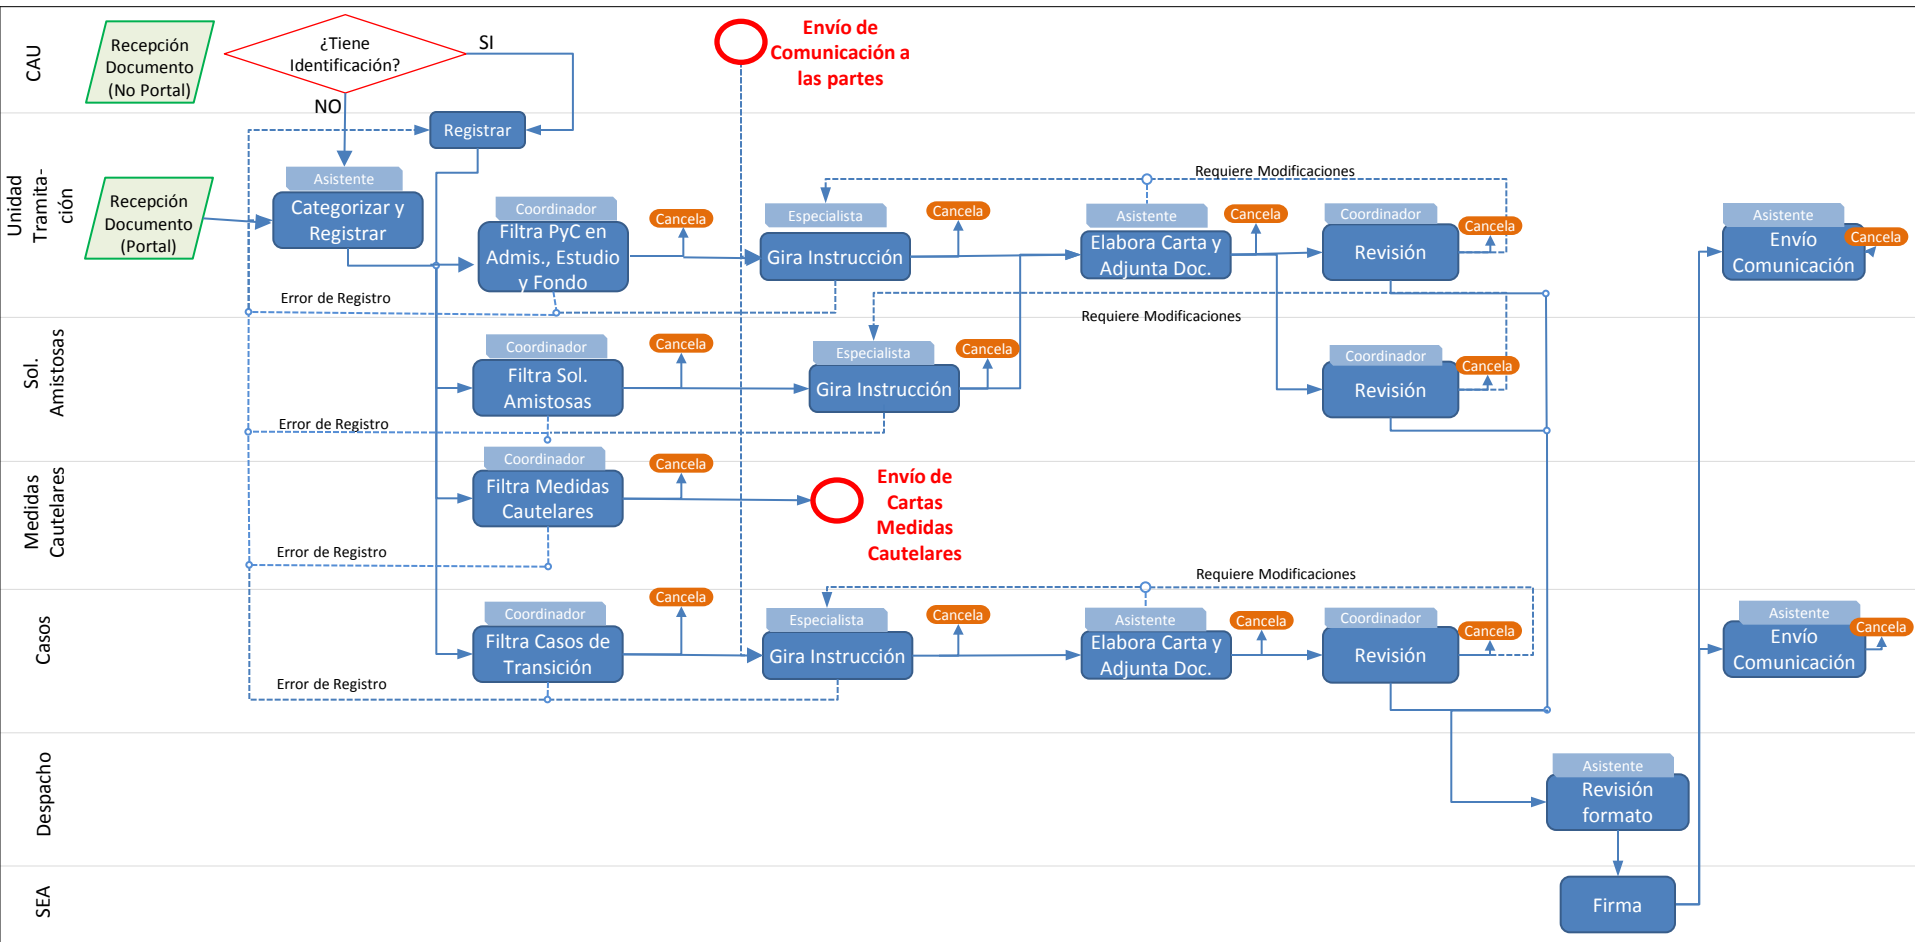 CAU
Recepción
Documento
(No Portal)
¿Tiene
Identificación?
SI
NO
Envío de
Comunicación a
las partes
Unidad
Tramita-
ción
Registrar
Recepción
Documento
(Portal)
Asistente
Categorizar y
Registrar
Coordinador
Filtra PyC en
Admis., Estudio
y Fondo
Cancela
Especialista
Gira Instrucción
Cancela
Requiere Modificaciones
Asistente
Elabora Carta y
Adjunta Doc.
Cancela
Coordinador
Revisión
Cancela
Asistente
Envío
Comunicación
Cancela
Error de Registro
Sol.
Amistosas
Coordinador
Filtra Sol.
Amistosas
Cancela
Especialista
Gira Instrucción
Cancela
Requiere Modificaciones
Coordinador
Revisión
Cancela
Error de Registro
Medidas
Cautelares
Coordinador
Filtra Medidas
Cautelares
Cancela
Envío de
Cartas
Medidas
Cautelares
Error de Registro
Casos
Coordinador
Filtra Casos de
Transición
Cancela
Especialista
Gira Instrucción
Cancela
Requiere Modificaciones
Asistente
Elabora Carta y
Adjunta Doc.
Cancela
Coordinador
Revisión
Cancela
Asistente
Envío
Comunicación
Cancela
Error de Registro
Despacho
Asistente
Revisión
formato
SEA
Firma